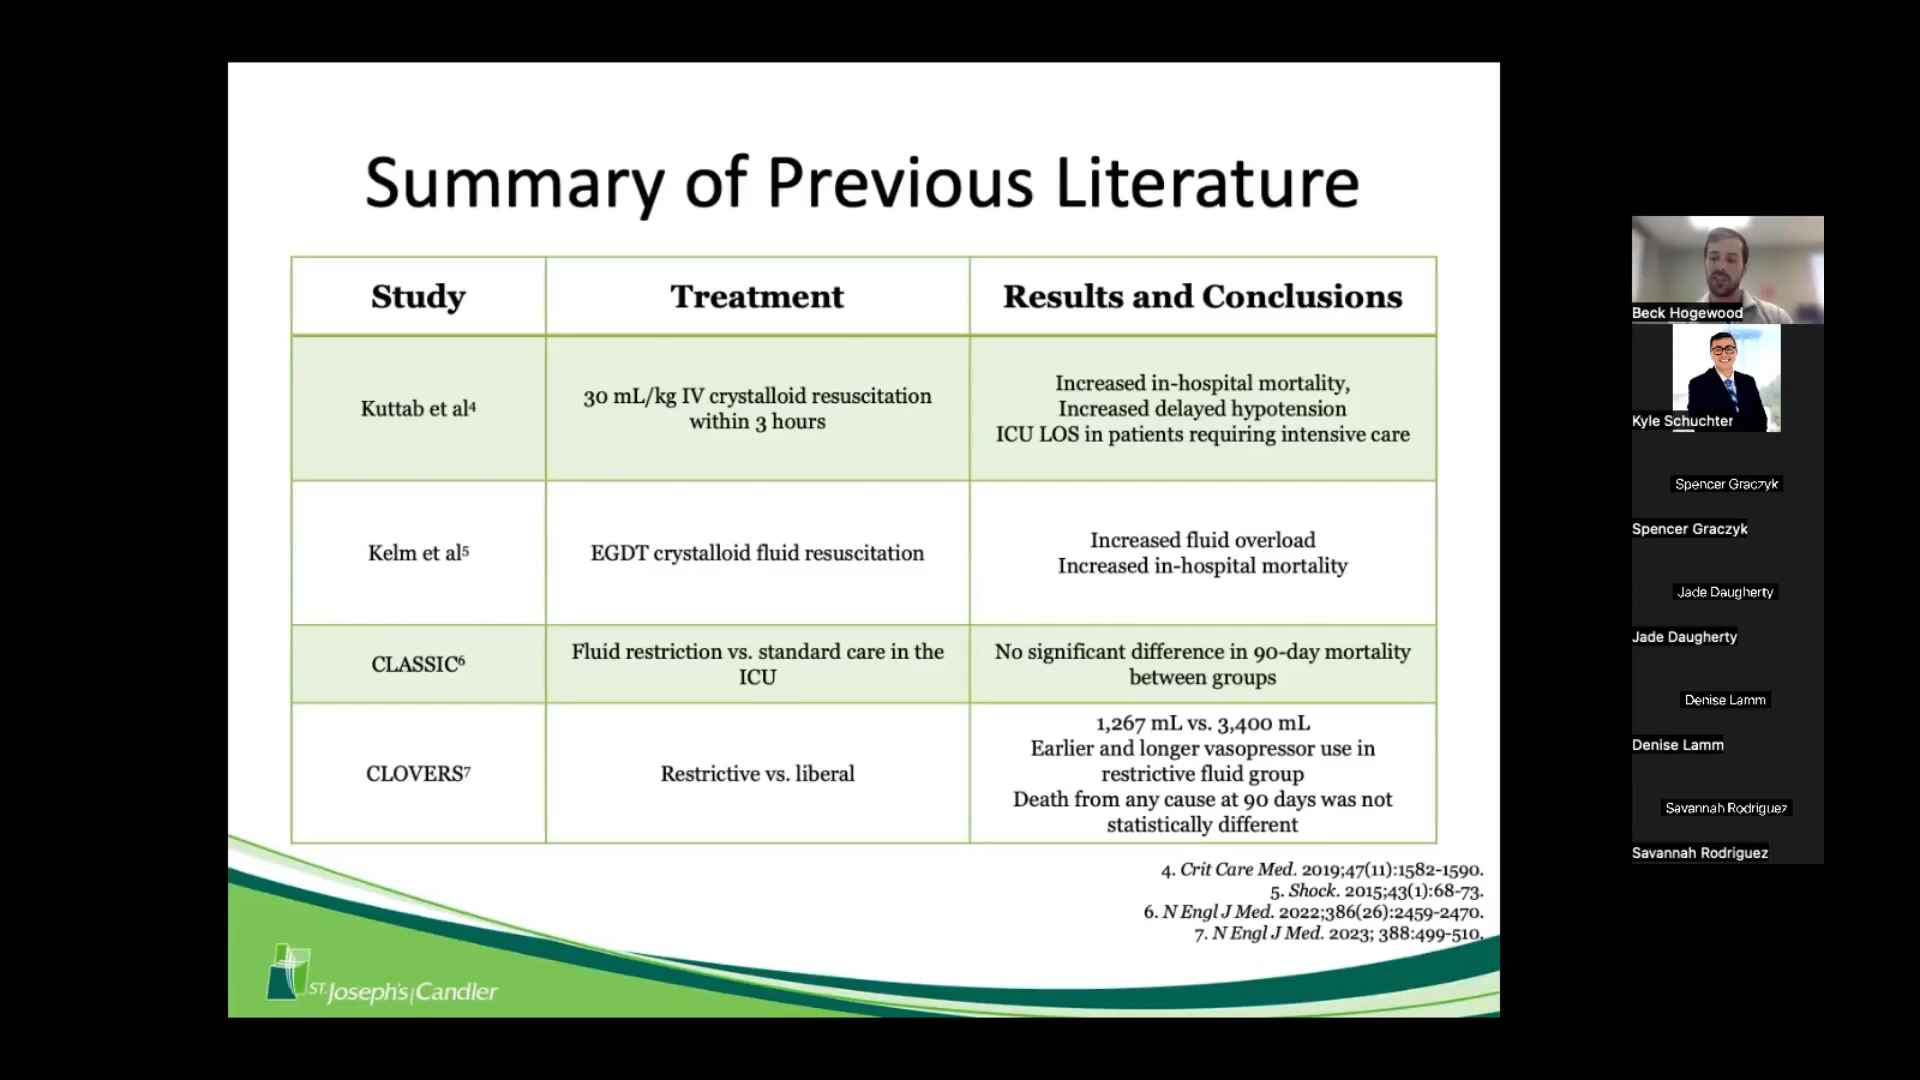 Summary of Previous Literature
Study
Treatment
Results and Conclusions
Kuttab et al4
30 mL/kg IV crystalloid resuscitation
within 3 hours
Increased in-hospital mortality,
Increased delayed hypotension
ICU LOS in patients requiring intensive care
Kelm et al5
EGDT crystalloid fluid resuscitation
Increased fluid overload
Increased in-hospital mortality
CLASSIC6
Fluid restriction vs. standard care in the
ICU
No significant difference in 90-day mortality
between groups
CLOVERS7
Restrictive vs. liberal
1,267 mL vs. 3,400 mL
Earlier and longer vasopressor use in
restrictive fluid group
Death from any cause at 90 days was not
statistically different
4. Crit Care Med. 2019;47(11):1582-1590.
5. Shock. 2015;43(1):68-73.
6. N Engl J Med. 2022;386(26):2459-2470.
7. N Engl J Med. 2023; 388:499-510.
ST. Joseph's|Candler
Beck Hogewood
Kyle Schuchter
Spencer Graczyk
Spencer Graczyk
Jade Daugherty
Jade Daugherty
Denise Lamm
Denise Lamm
Savannah Rodriguez
Savannah Rodriguez